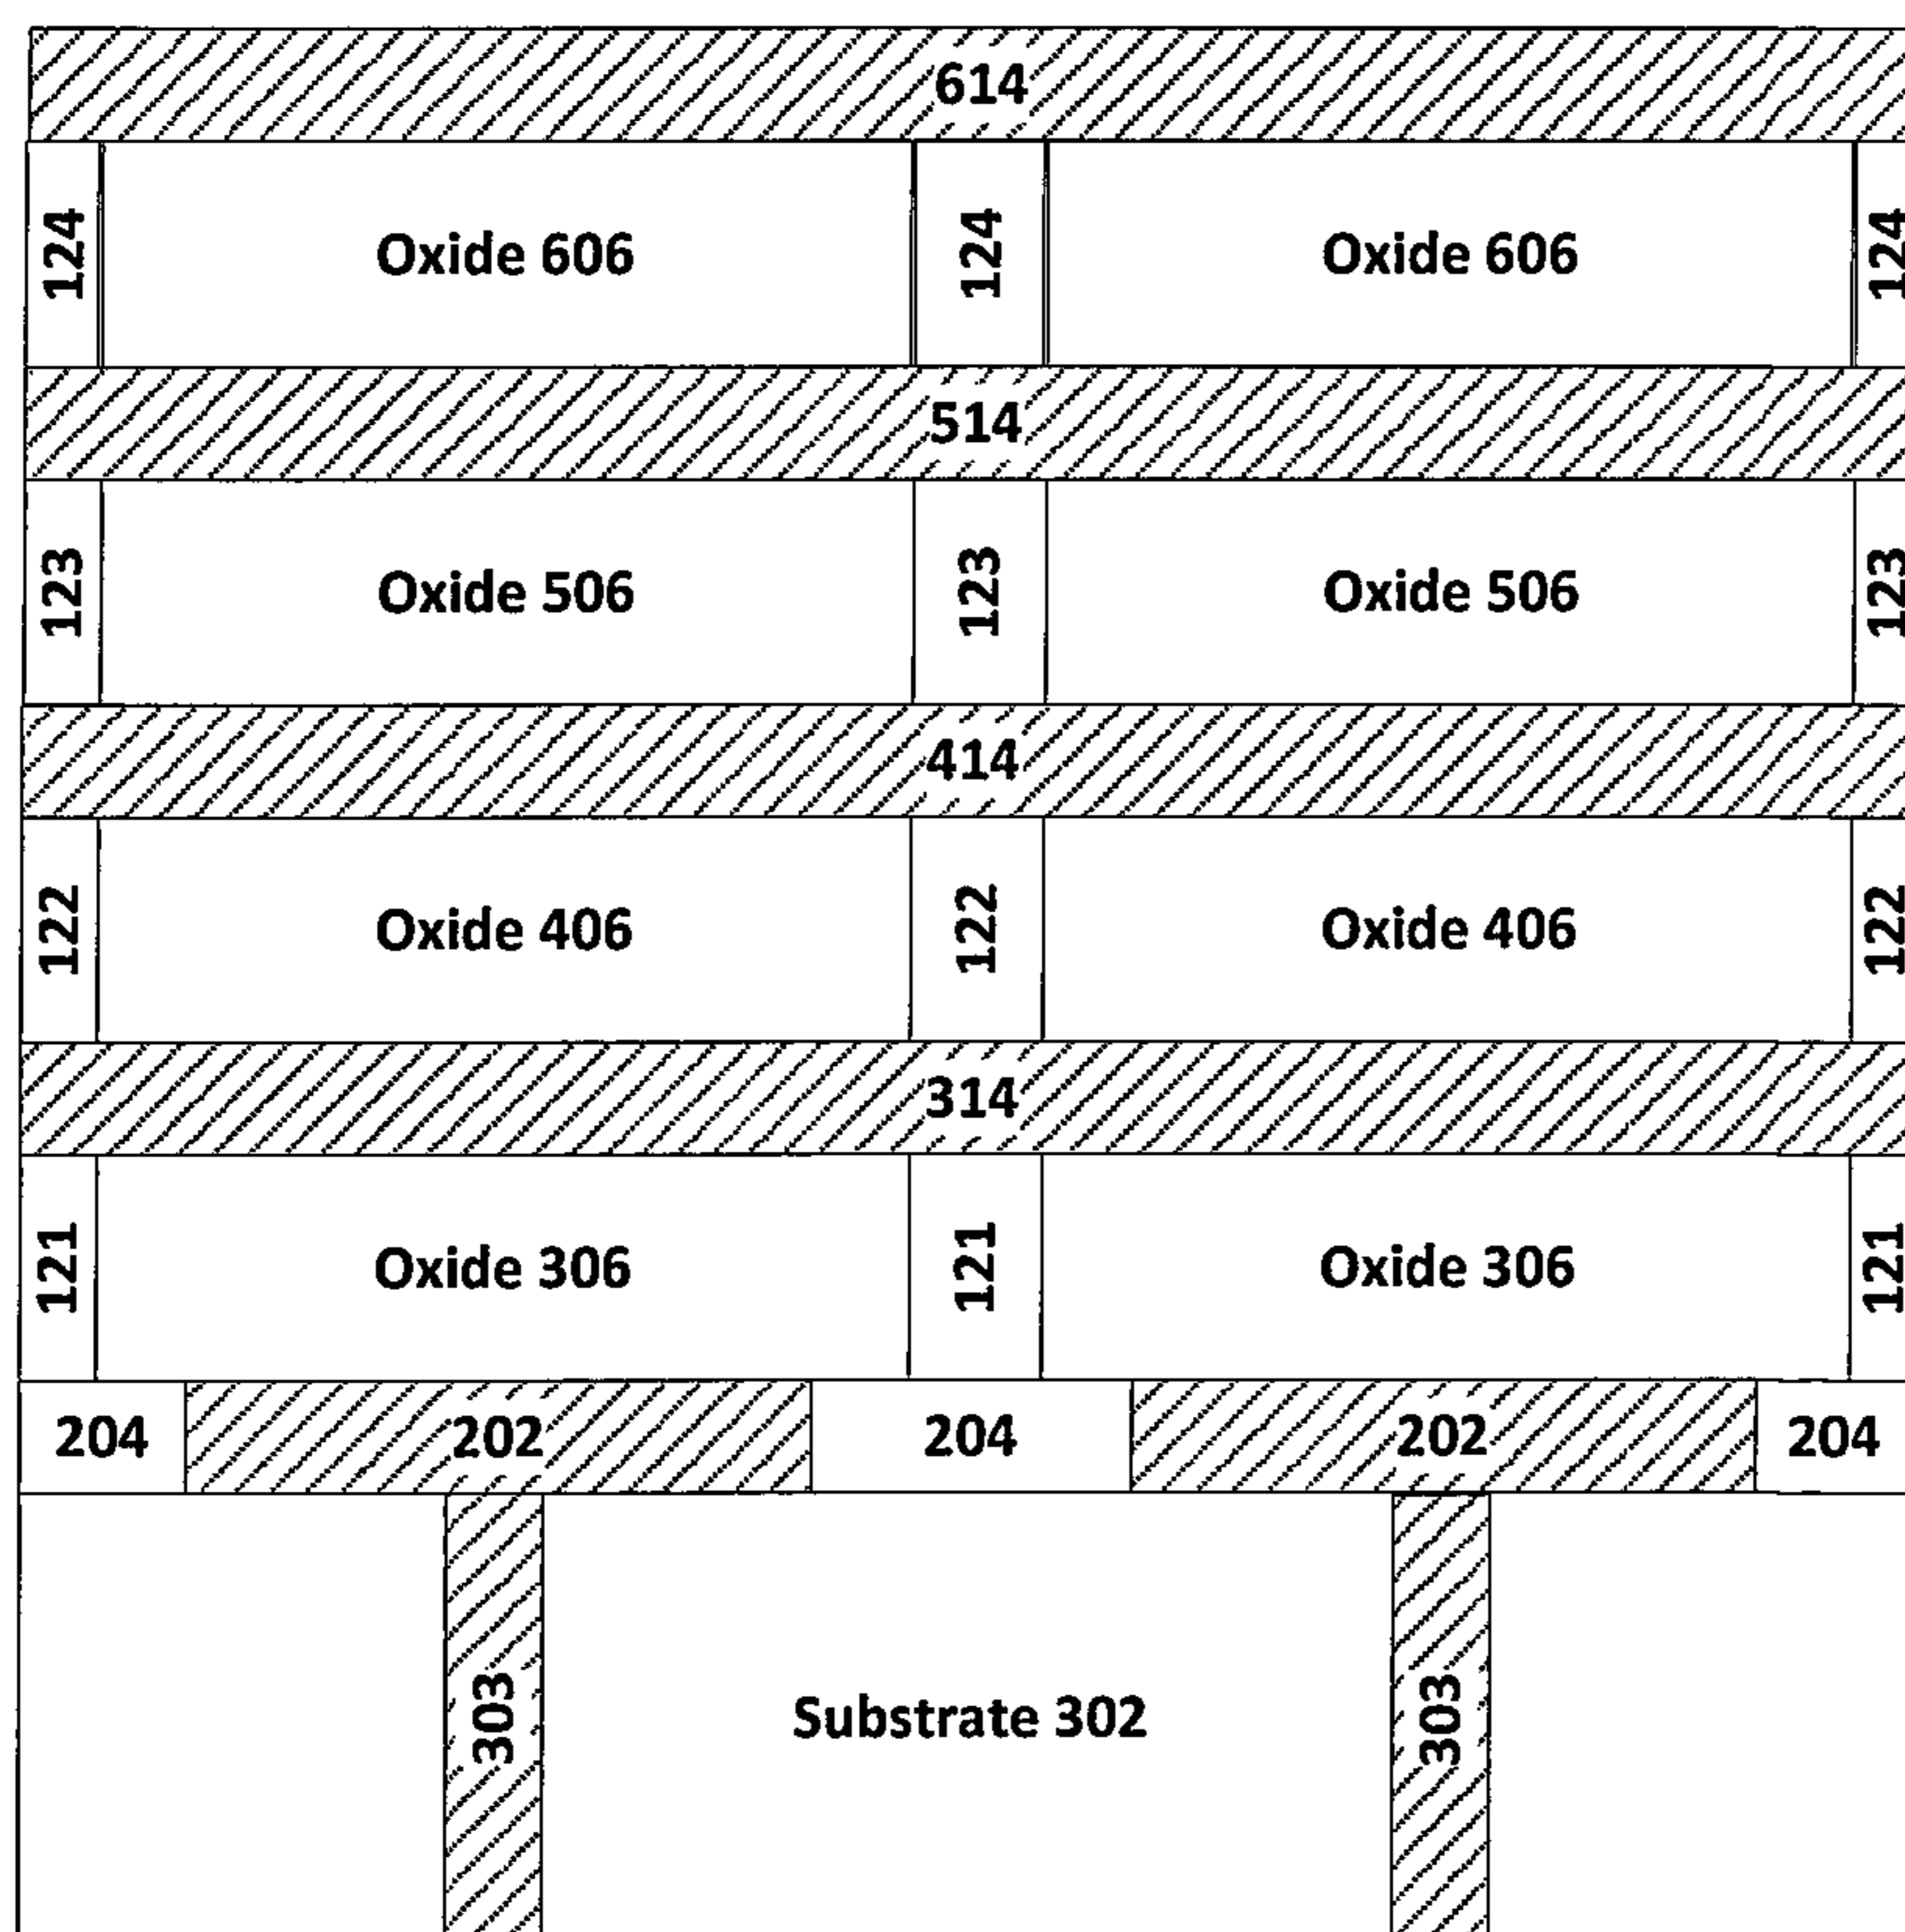 614
124 Oxide 606 124 Oxide 606 124
514
123 Oxide 506 123 Oxide 506 123
414
122 Oxide 406 122 Oxide 406 122
314
121 Oxide 306 121 Oxide 306 121
204 202 204 202 204
303 Substrate 302 303